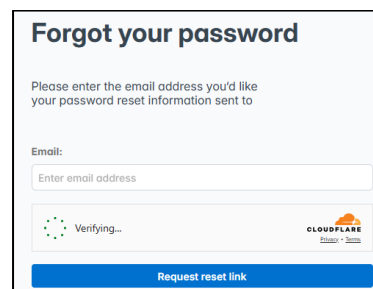 Forgot your password
Please enter the email address you'd like
your password reset information sent to
Email:
Enter email address
Verifying...
CLOUDFLARE
Privacy • Terms
Request reset link